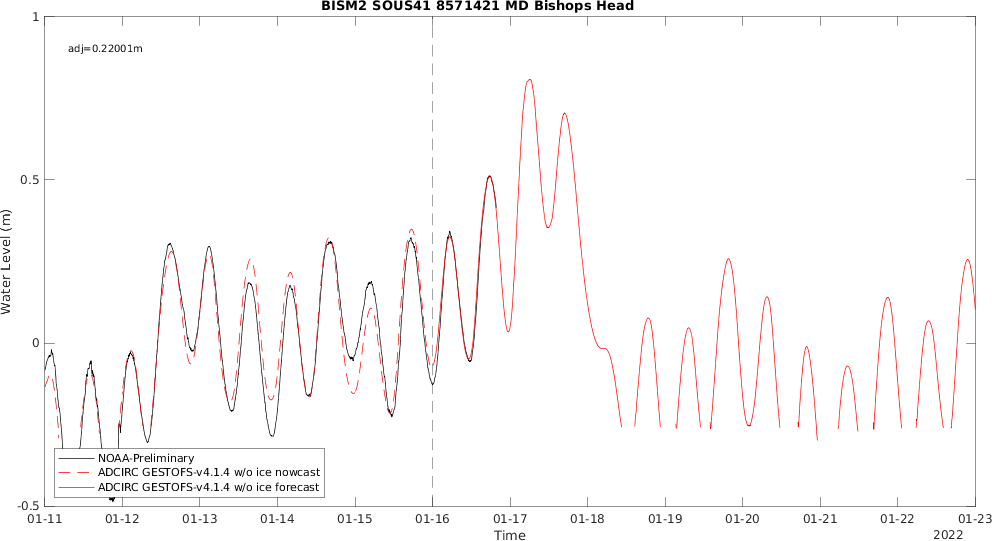 BISM2 SOUS41 8571421 MD Bishops Head
1
adj=0.22001m
0.5
Water Level (m)
0
NOAA-Preliminary
ADCIRC GESTOFS-v4.1.4 w/o ice nowcast
ADCIRC GESTOFS-v4.1.4 w/o ice forecast
-0.5
01-11 01-12 01-13 01-14 01-15 01-16 01-17 01-18 01-19 01-20 01-21 01-22 01-23
Time 2022